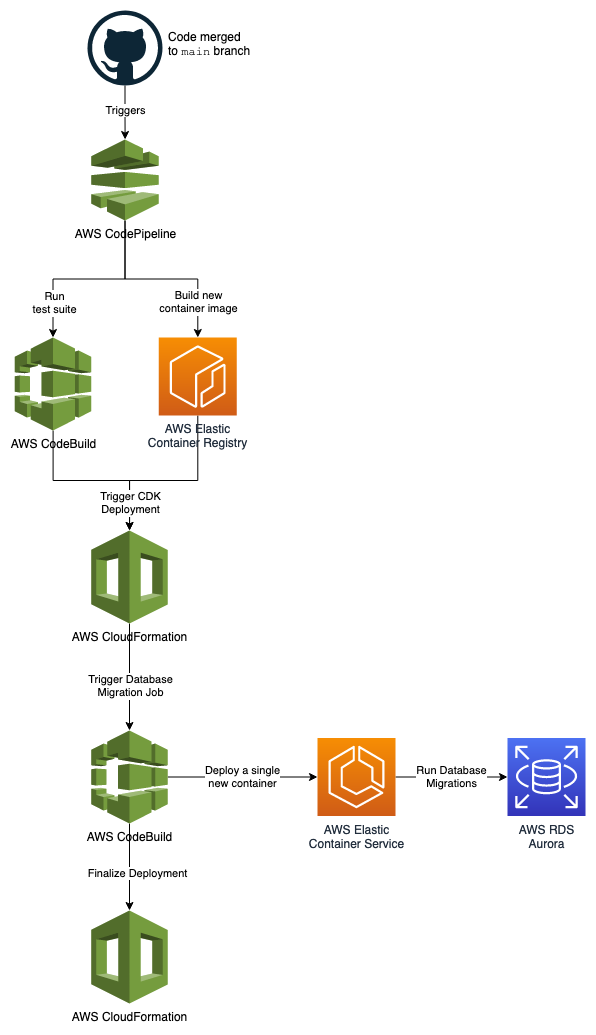 Code merged
to main branch
Triggers
AWS CodePipeline
Run
test suite
Build new
container image
AWS CodeBuild
AWS Elastic
Container Registry
Trigger CDK
Deployment
AWS CloudFormation
Trigger Database
Migration Job
AWS CodeBuild
Deploy a single
new container
AWS Elastic
Container Service
Run Database
Migrations
AWS RDS
Aurora
Finalize Deployment
AWS CloudFormation